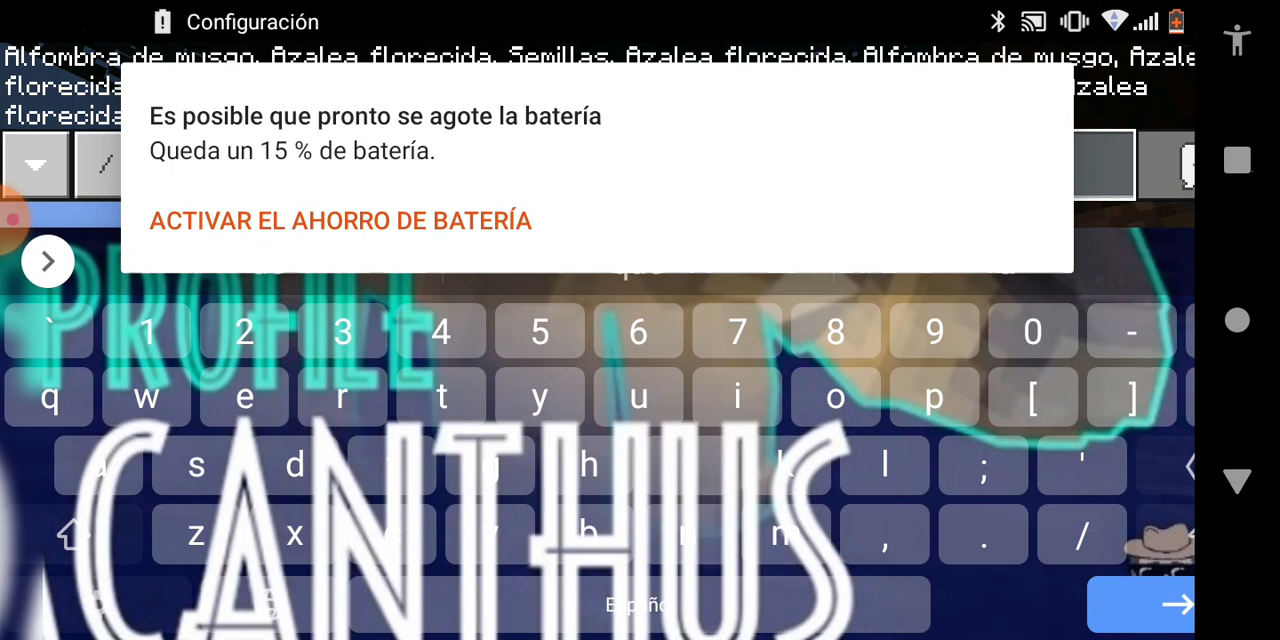 Configuración
Alfombra de musgo, Azalea florecida, Semillas, Azalea florecida, Alfombra de musgo,
florecida
Azalea
florecida
Es posible que pronto se agote la batería
Queda un 15 % de batería.
ACTIVAR EL AHORRO DE BATERÍA
/
PROFILE
` 1 2 3 4 5 6 7 8 9 0 -
q w e r t y u i o p [ ]
a s d g h k l ; '
z x c v b n m , . /
CANTHUS
Español